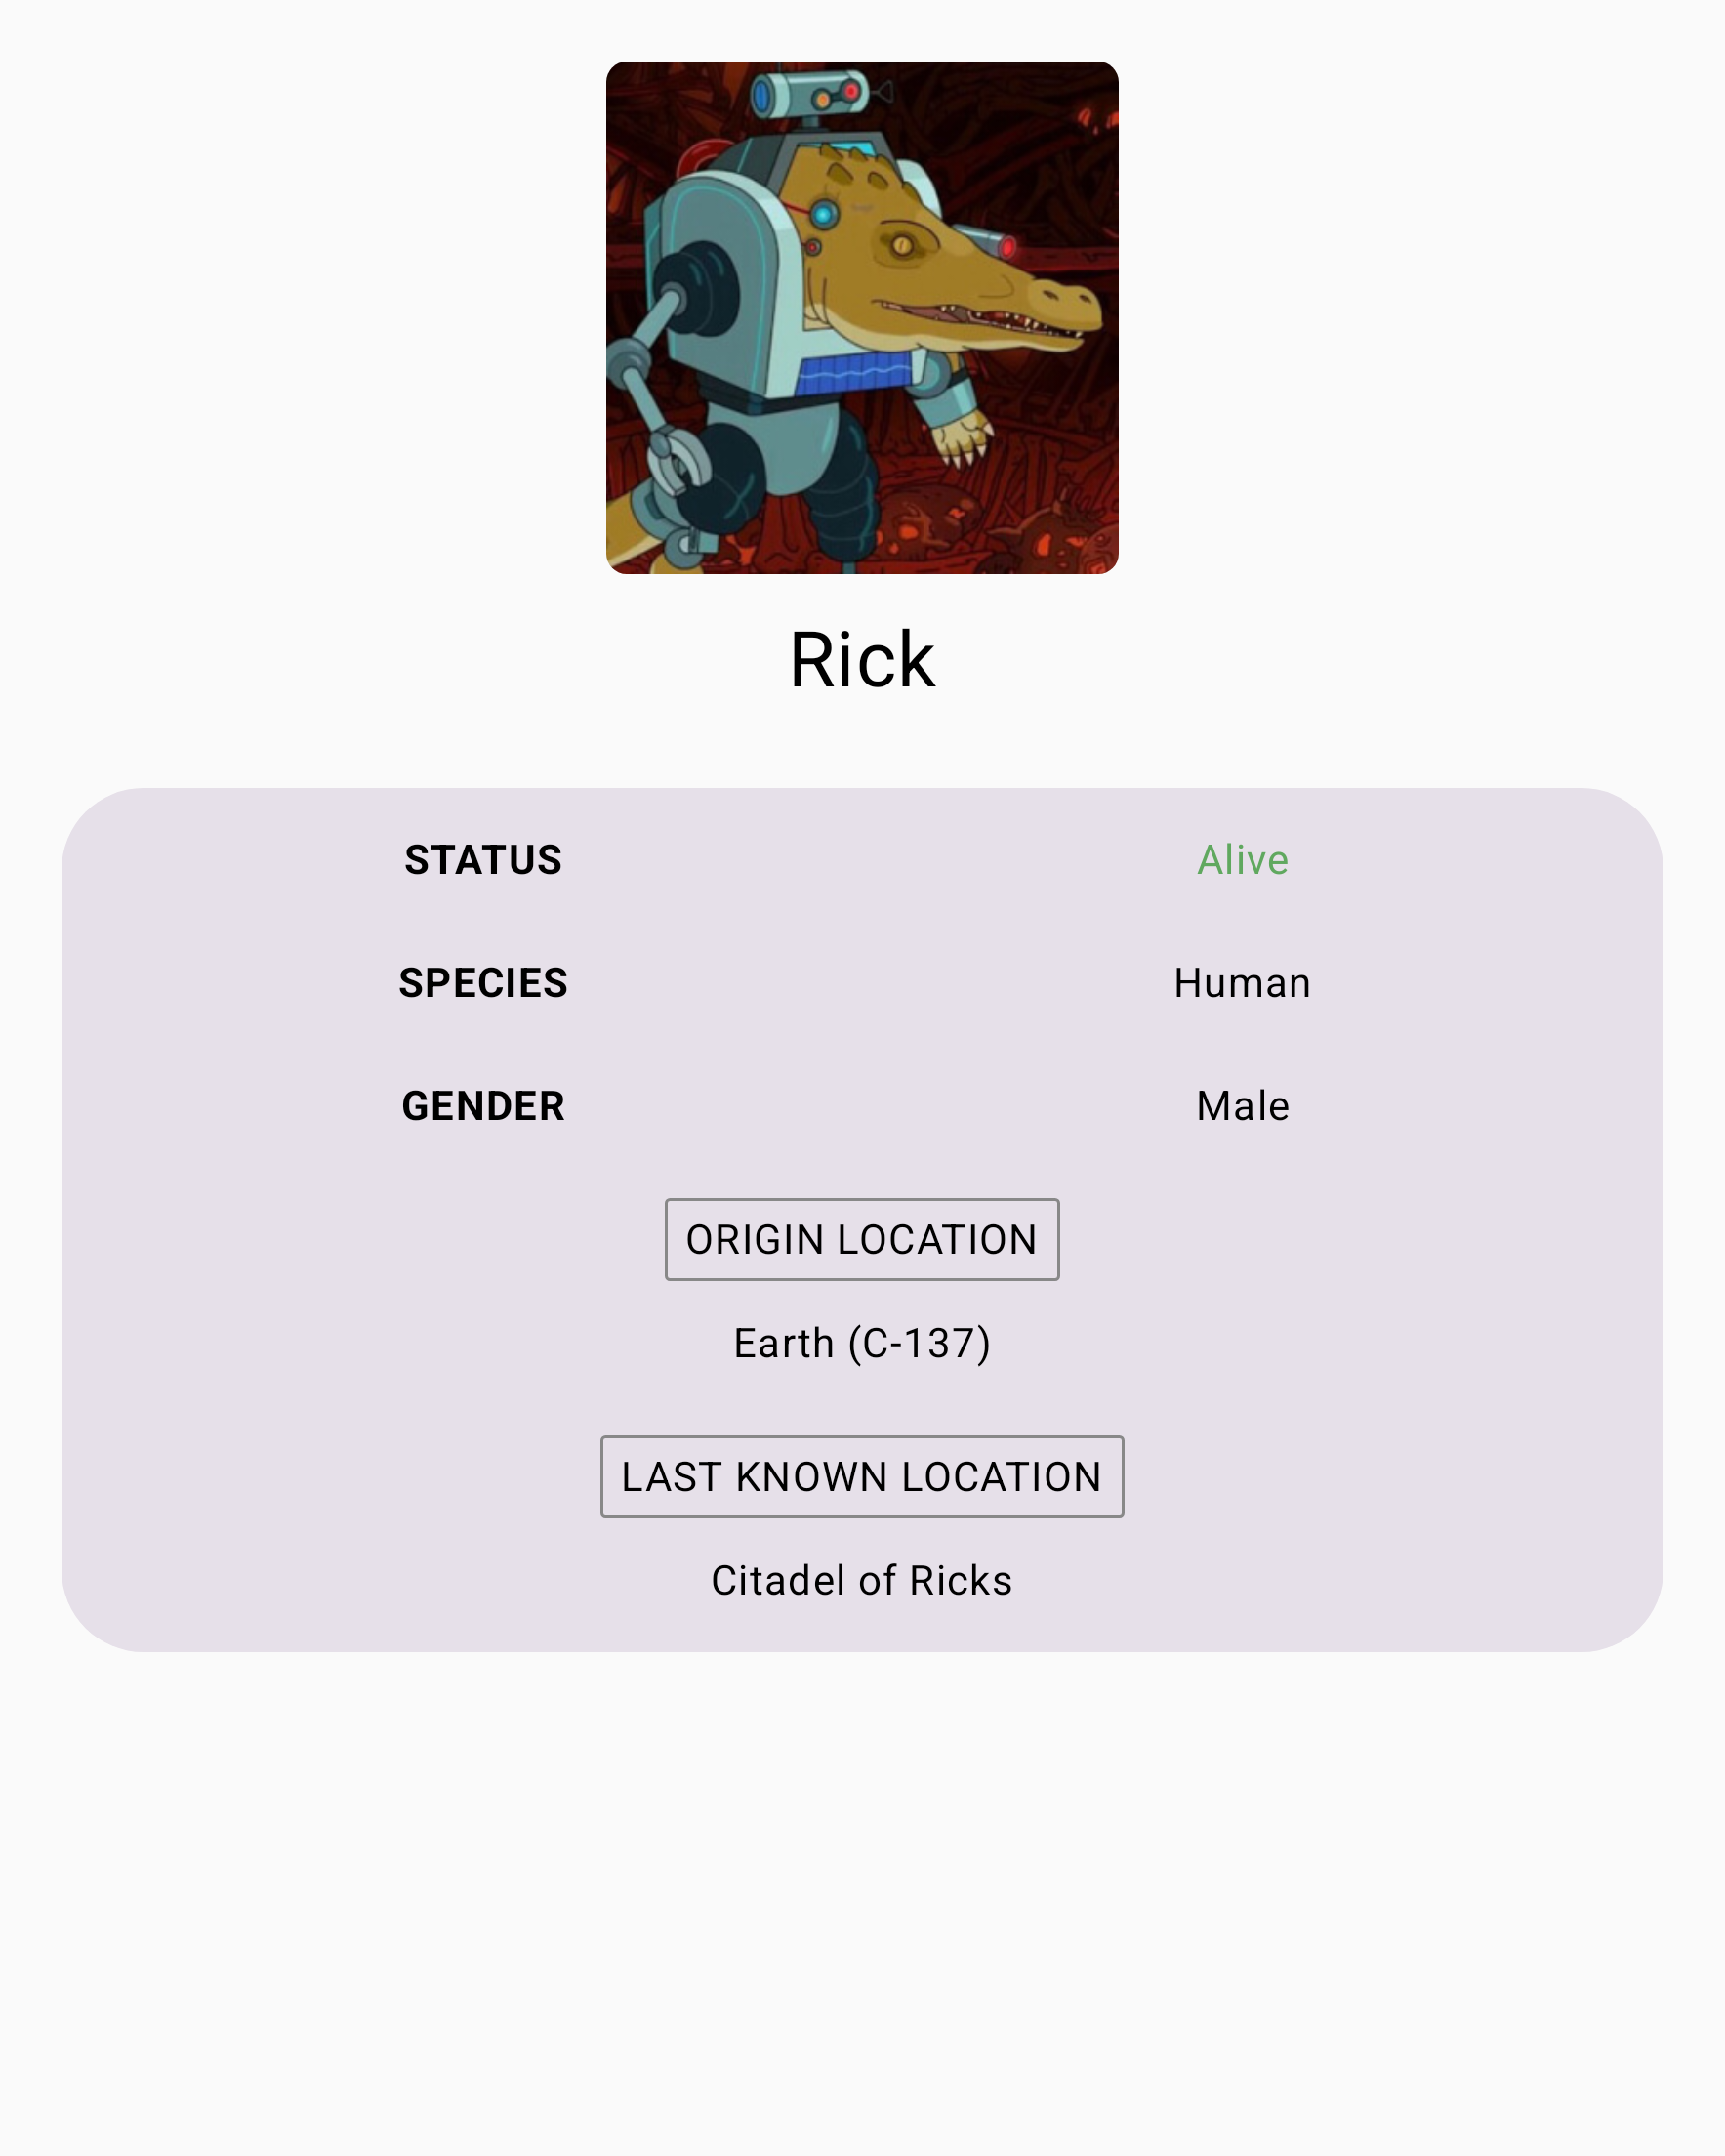 Rick
STATUS Alive
SPECIES Human
GENDER Male
ORIGIN LOCATION
Earth (C-137)
LAST KNOWN LOCATION
Citadel of Ricks